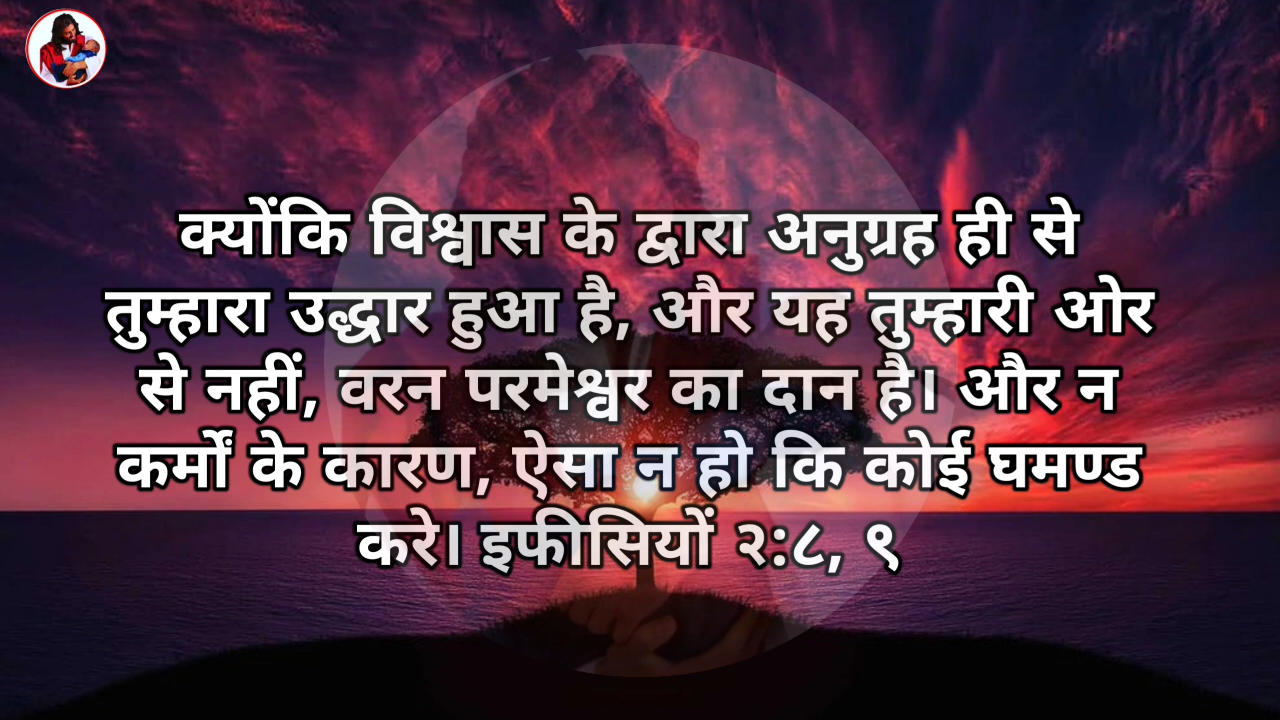 क्योंकि विश्वास के द्वारा अनुग्रह ही से
तुम्हारा उद्धार हुआ है, और यह तुम्हारी ओर
से नहीं, वरन परमेश्वर का दान है। और न
कर्मों के कारण, ऐसा न हो कि कोई घमण्ड
करे। इफीसियों २:८, ९